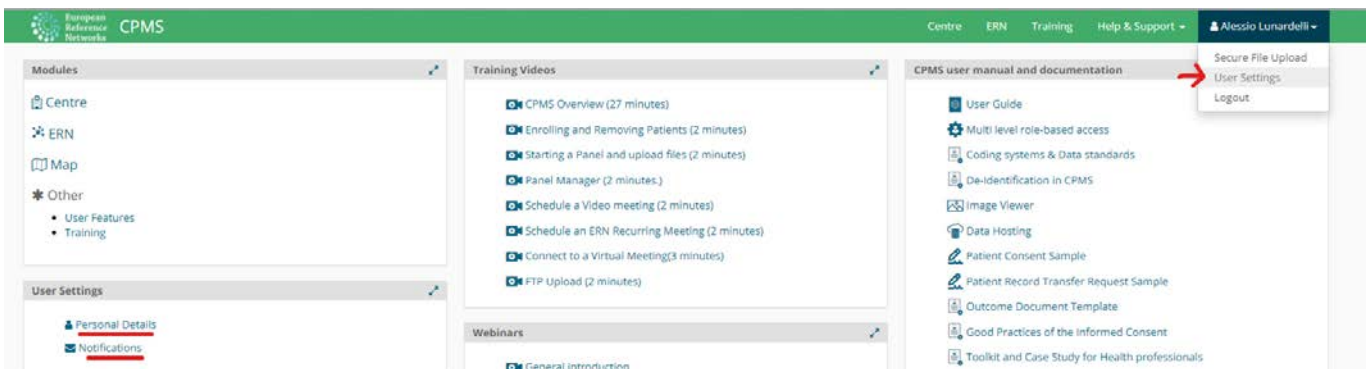 European
Reference
Networks
CPMS
Centre
ERN
Training
Help & Support
Alessio Lunardelli
Secure File Upload
User Settings
Logout
Modules
Centre
ERN
Map
Other
User Features
Training
User Settings
Personal Details
Notifications
Training Videos
CPMS Overview (27 minutes)
Enrolling and Removing Patients (2 minutes)
Starting a Panel and upload files (2 minutes)
Panel Manager (2 minutes.)
Schedule a Video meeting (2 minutes)
Schedule an ERN Recurring Meeting (2 minutes)
Connect to a Virtual Meeting(3 minutes)
FTP Upload (2 minutes)
Webinars
General introduction
CPMS user manual and documentation
User Guide
Multi level role-based access
Coding systems & Data standards
De-Identification in CPMS
Image Viewer
Data Hosting
Patient Consent Sample
Patient Record Transfer Request Sample
Outcome Document Template
Good Practices of the Informed Consent
Toolkit and Case Study for Health professionals